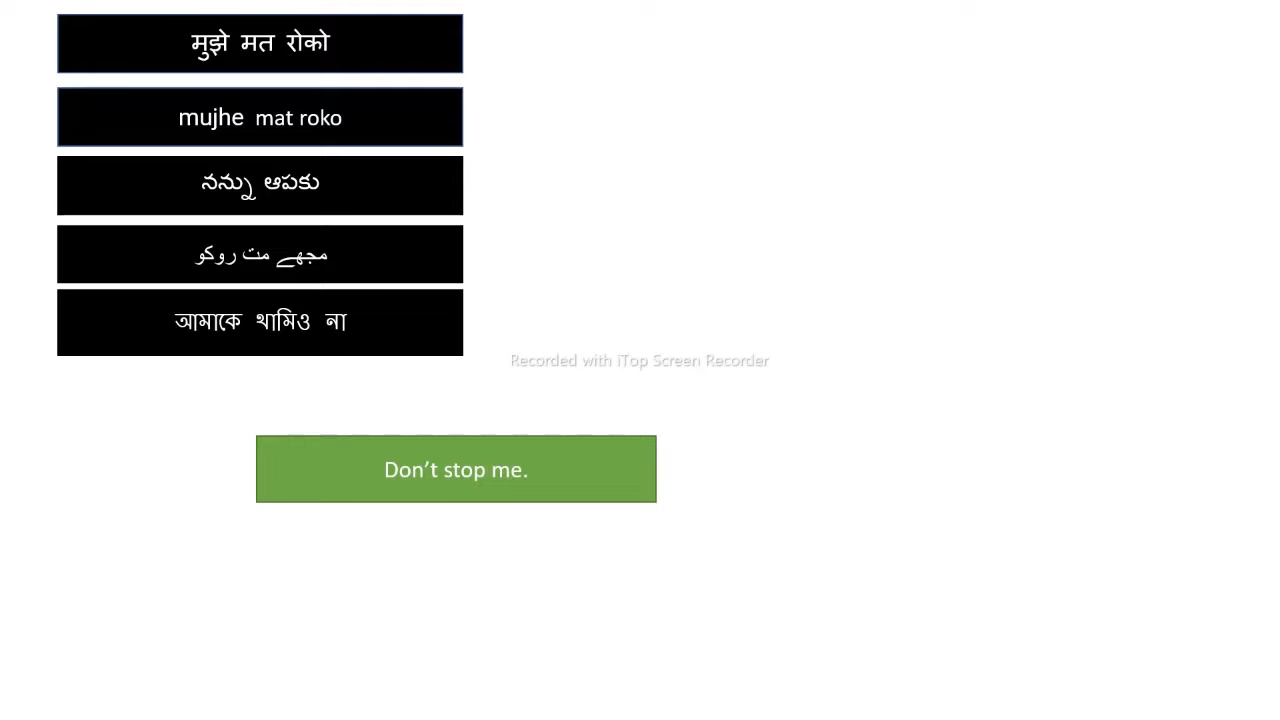 मुझे मत रोको
mujhe mat roko
నన్ను ఆపకు
مجھے مت روکو
আমাকে থামিও না
Recorded with iTop Screen Recorder
Don’t stop me.